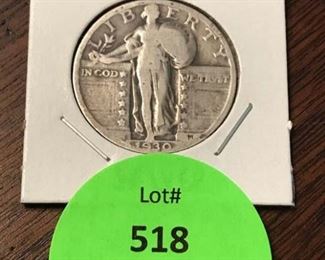 LIBERTY
IN GOD WE TRUST
1930
Lot#
518